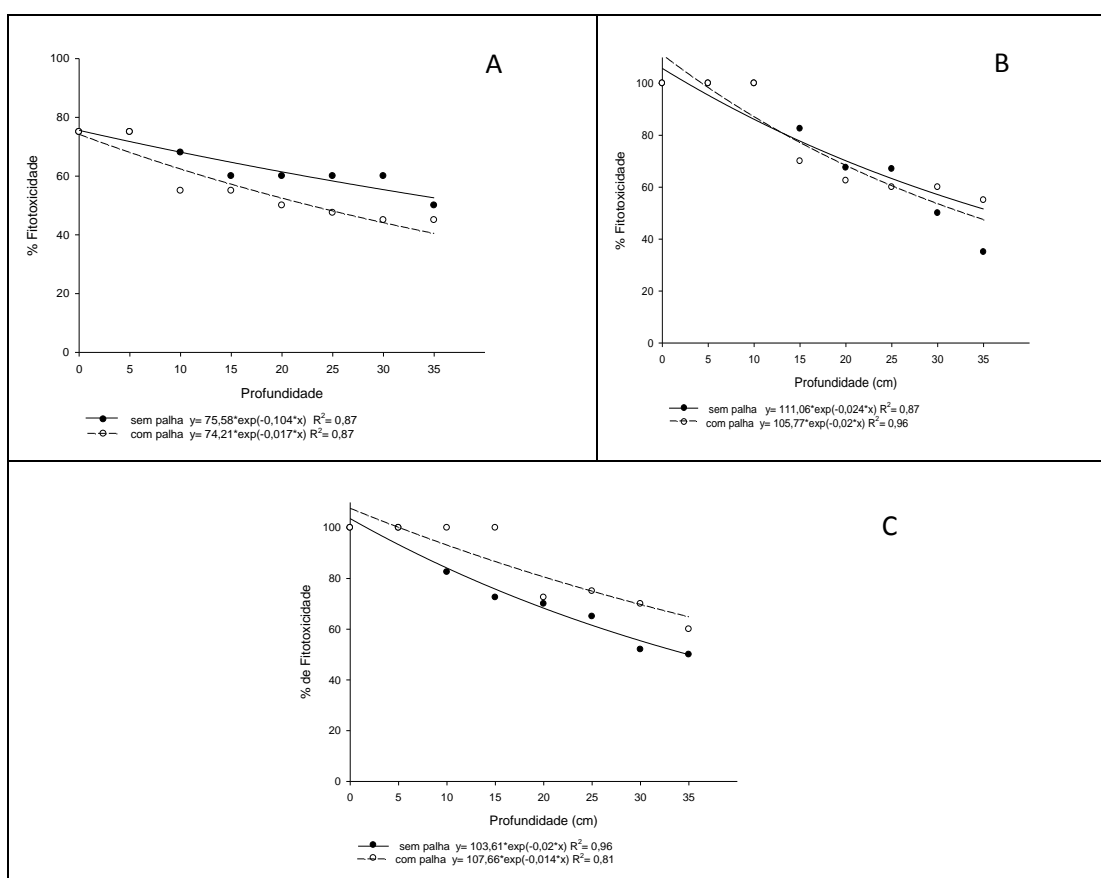 A
100
80
60
40
20
0
% Fitotoxicidade
0 5 10 15 20 25 30 35
Profundidade
sem palha y= 75,58*exp(-0,104*x) R²= 0,87
com palha y= 74,21*exp(-0,017*x) R²= 0,87
B
100
80
60
40
20
0
% Fitotoxicidade
0 5 10 15 20 25 30 35
Profundidade (cm)
sem palha y= 111,06*exp(-0,024*x) R²= 0,87
com palha y= 105,77*exp(-0,02*x) R²= 0,96
C
100
80
60
40
20
0
% de Fitotoxicidade
0 5 10 15 20 25 30 35
Profundidade (cm)
sem palha y= 103,61*exp(-0,02*x) R²= 0,96
com palha y= 107,66*exp(-0,014*x) R²= 0,81